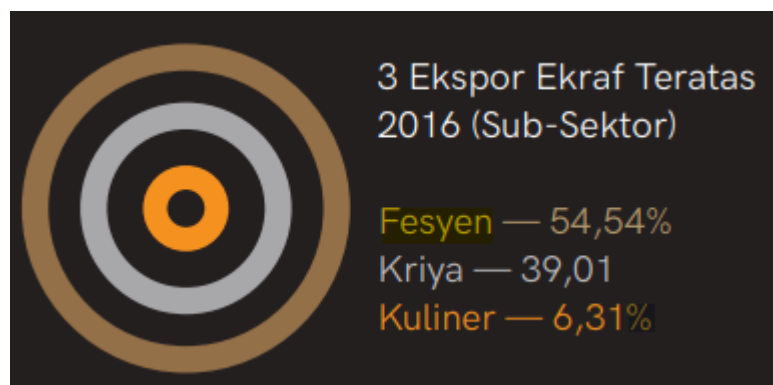 3 Ekspor Ekraf Teratas
2016 (Sub-Sektor)
Fesyen — 54,54%
Kriya — 39,01
Kuliner — 6,31%